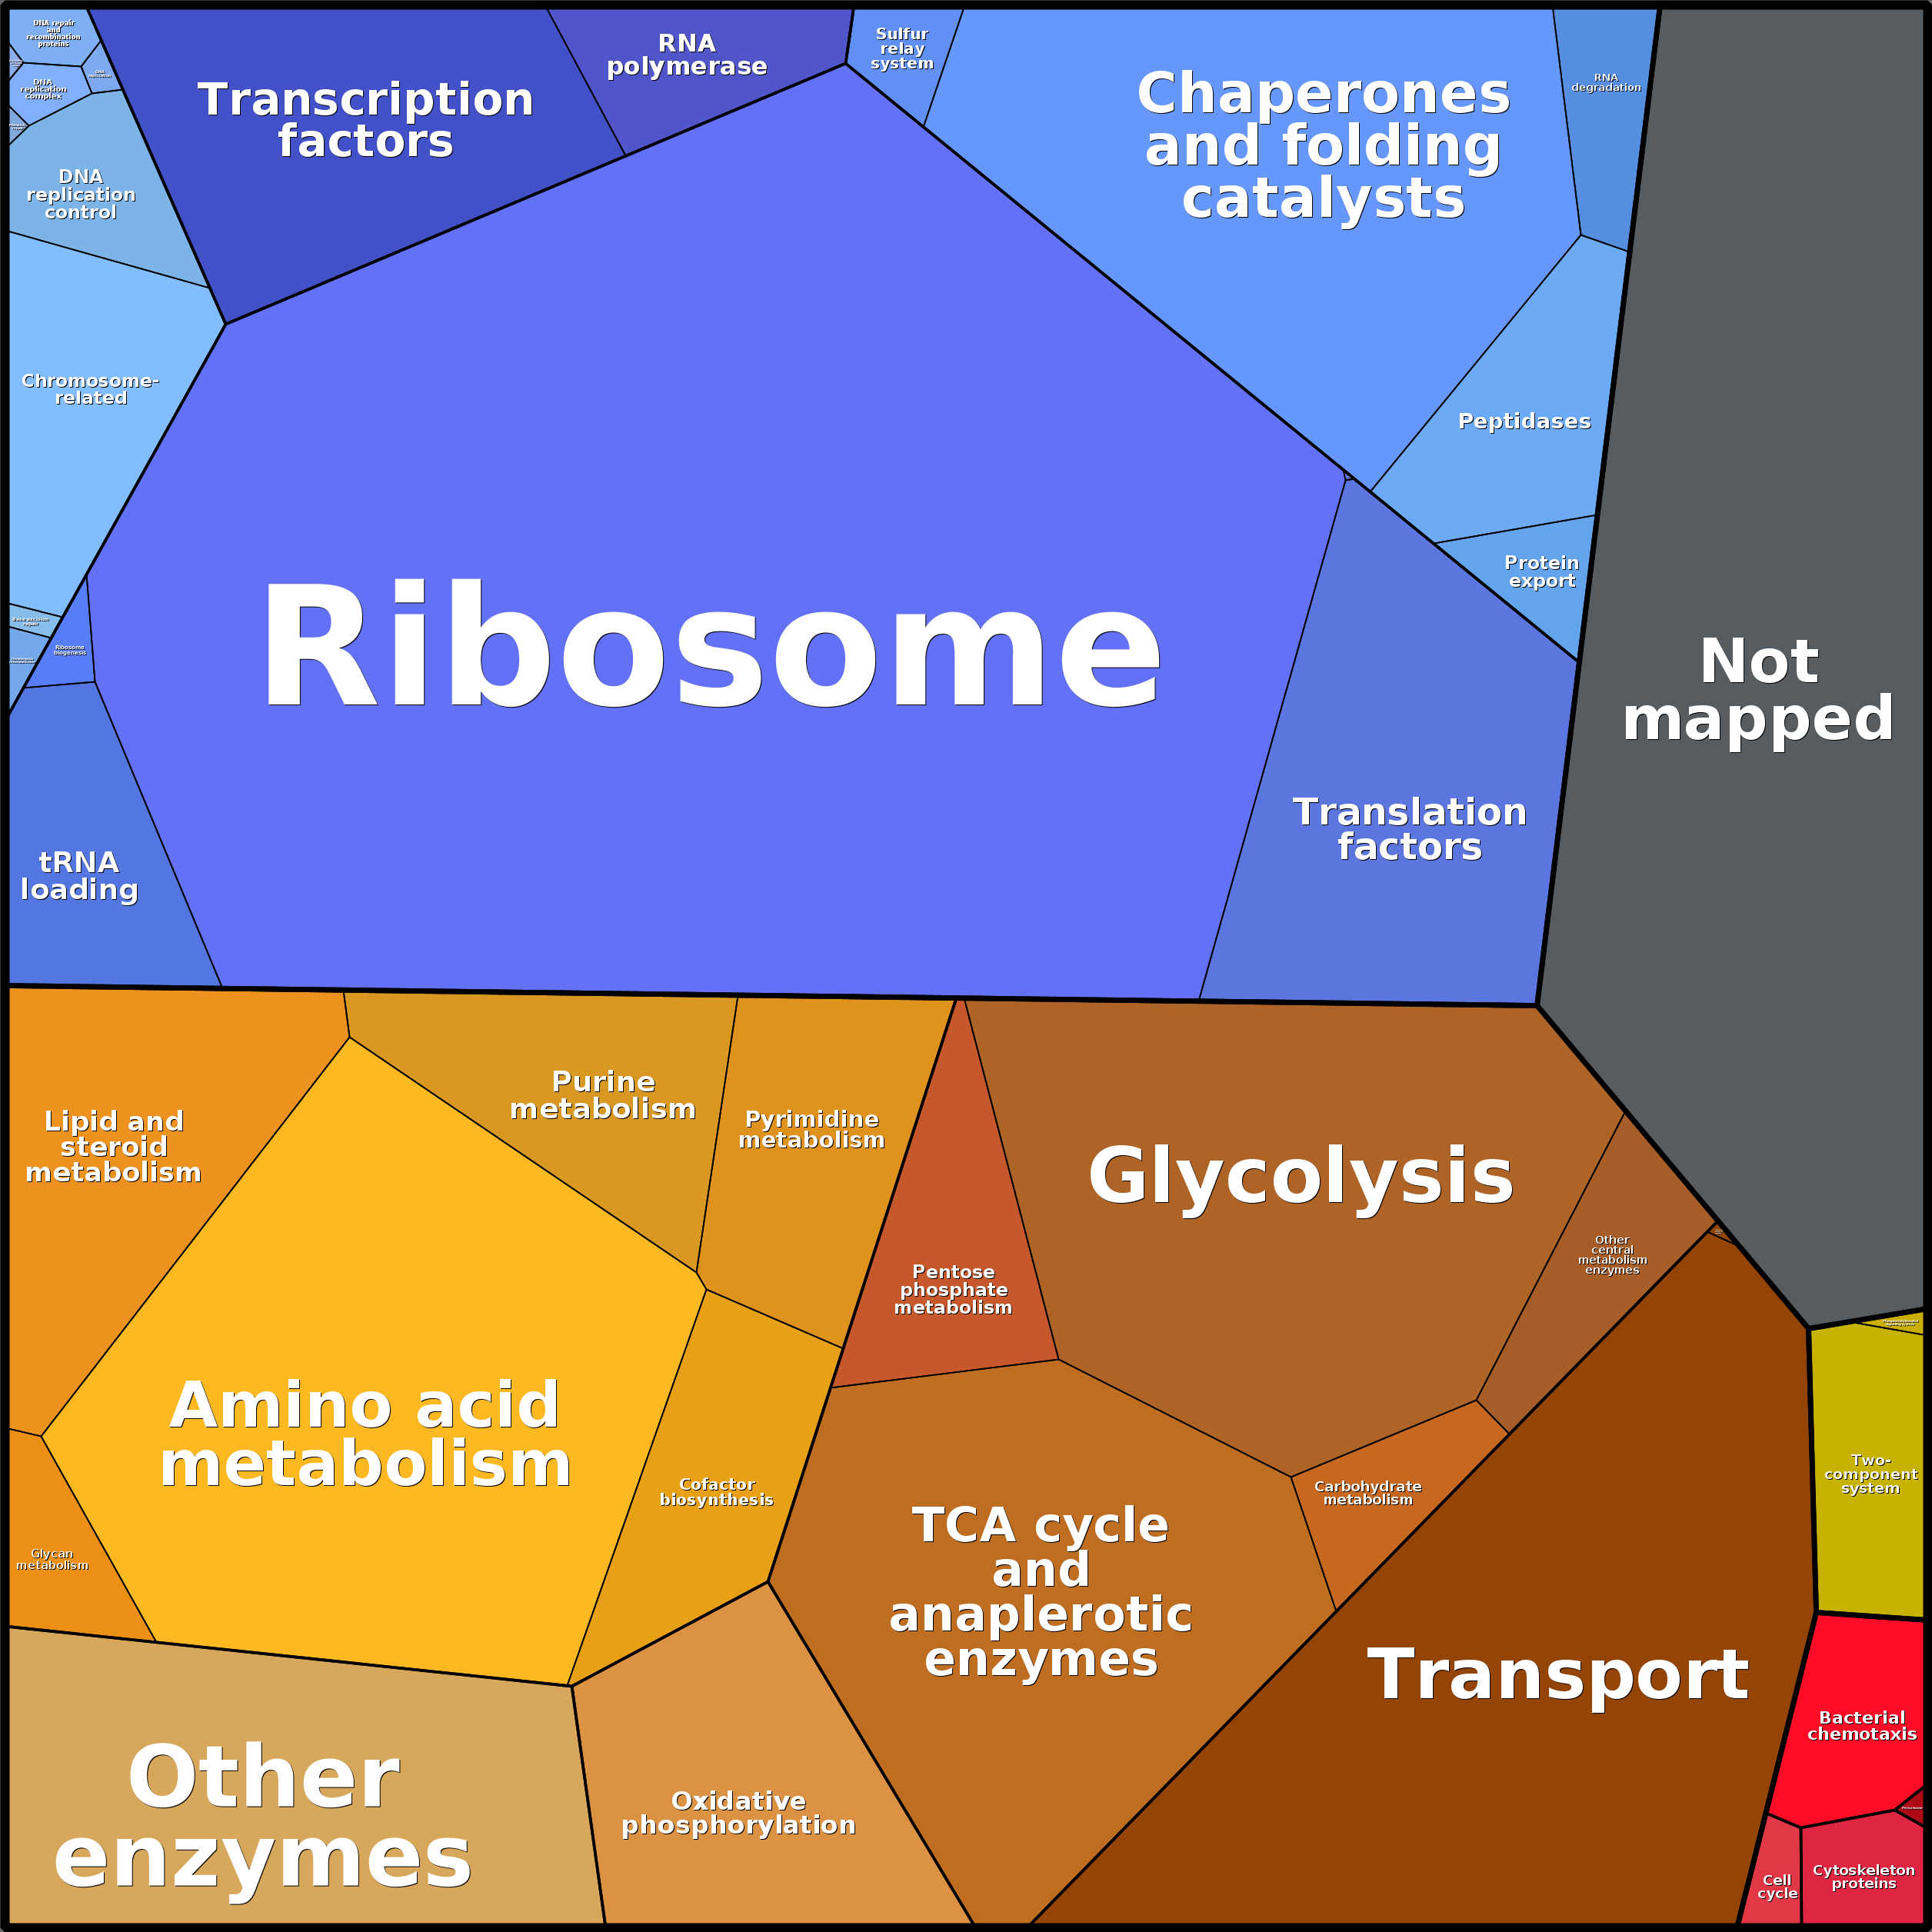 DNA repair
and
recombination
proteins
DNA
replication
complex
DNA
replication
control
Chromosome-
related
Ribosome
biogenesis
tRNA
loading
Transcription
factors
RNA
polymerase
Sulfur
relay
system
Chaperones
and folding
catalysts
RNA
degradation
Peptidases
Protein
export
Ribosome
Translation
factors
Not
mapped
Lipid and
steroid
metabolism
Purine
metabolism
Pyrimidine
metabolism
Amino acid
metabolism
Cofactor
biosynthesis
Glycan
metabolism
Pentose
phosphate
metabolism
Glycolysis
Other
central
metabolism
enzymes
Carbohydrate
metabolism
TCA cycle
and
anaplerotic
enzymes
Transport
Other
enzymes
Oxidative
phosphorylation
Two-
component
system
Bacterial
chemotaxis
Cell
cycle
Cytoskeleton
proteins